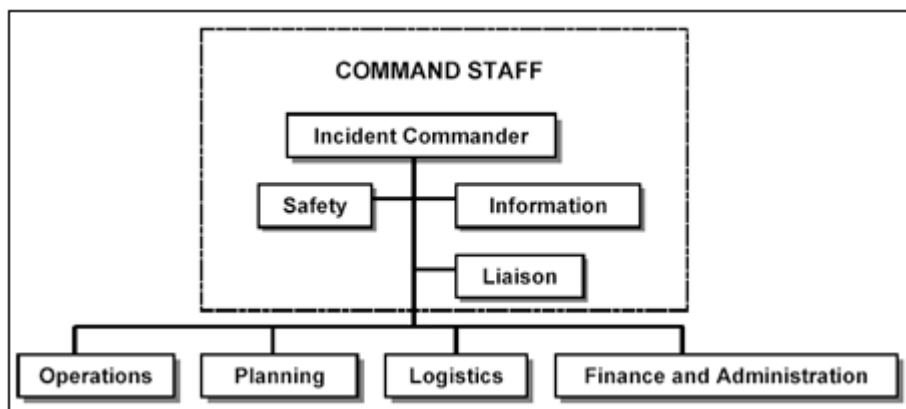 COMMAND STAFF
Incident Commander
Safety
Information
Liaison
Operations
Planning
Logistics
Finance and Administration